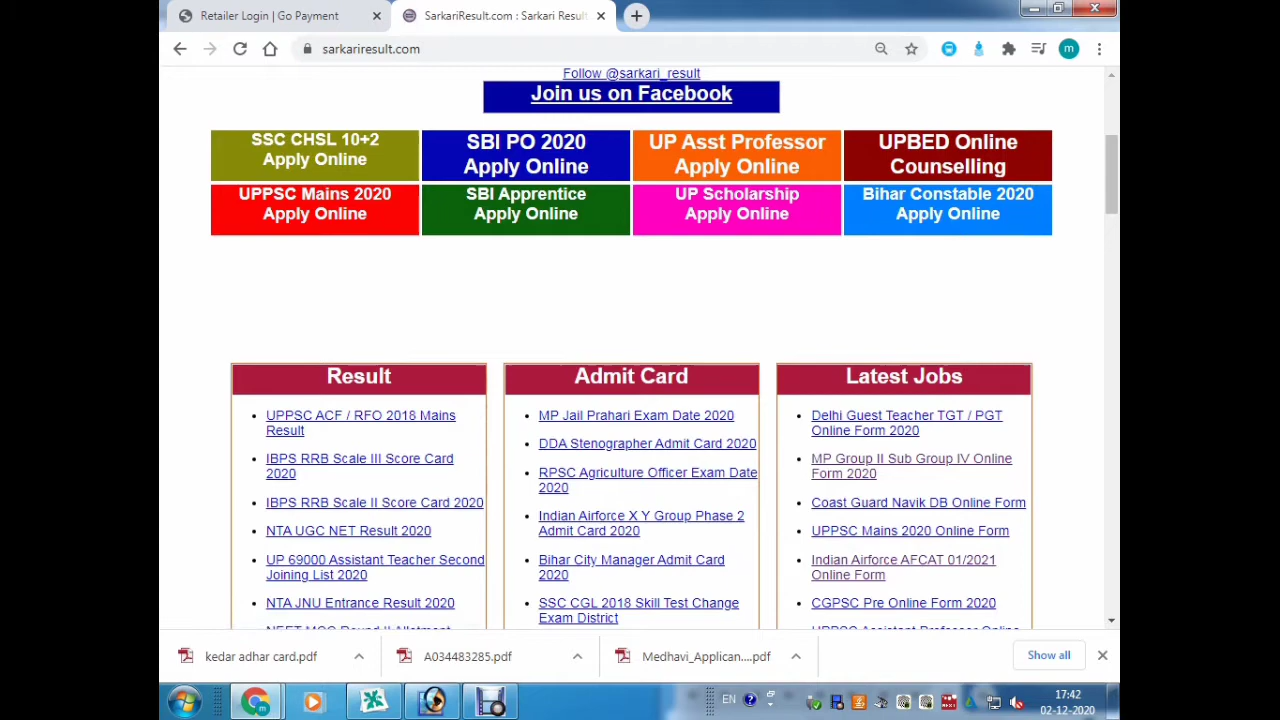 Retailer Login | Go Payment
SarkariResult.com : Sarkari Result
sarkariresult.com
m
Follow @sarkari_result
Join us on Facebook
SSC CHSL 10+2
Apply Online
SBI PO 2020
Apply Online
UP Asst Professor
Apply Online
UPBED Online
Counselling
UPPSC Mains 2020
Apply Online
SBI Apprentice
Apply Online
UP Scholarship
Apply Online
Bihar Constable 2020
Apply Online
Result
UPPSC ACF / RFO 2018 Mains
Result
IBPS RRB Scale III Score Card
2020
IBPS RRB Scale II Score Card 2020
NTA UGC NET Result 2020
UP 69000 Assistant Teacher Second
Joining List 2020
NTA JNU Entrance Result 2020
NEET MCC Round II Allotment
Admit Card
MP Jail Prahari Exam Date 2020
DDA Stenographer Admit Card 2020
RPSC Agriculture Officer Exam Date
2020
Indian Airforce X Y Group Phase 2
Admit Card 2020
Bihar City Manager Admit Card
2020
SSC CGL 2018 Skill Test Change
Exam District
Latest Jobs
Delhi Guest Teacher TGT / PGT
Online Form 2020
MP Group II Sub Group IV Online
Form 2020
Coast Guard Navik DB Online Form
UPPSC Mains 2020 Online Form
Indian Airforce AFCAT 01/2021
Online Form
CGPSC Pre Online Form 2020
UPPSC Assistant Professor Online
kedar adhar card.pdf
A034483285.pdf
Medhavi_Applican....pdf
Show all
EN
17:42
02-12-2020